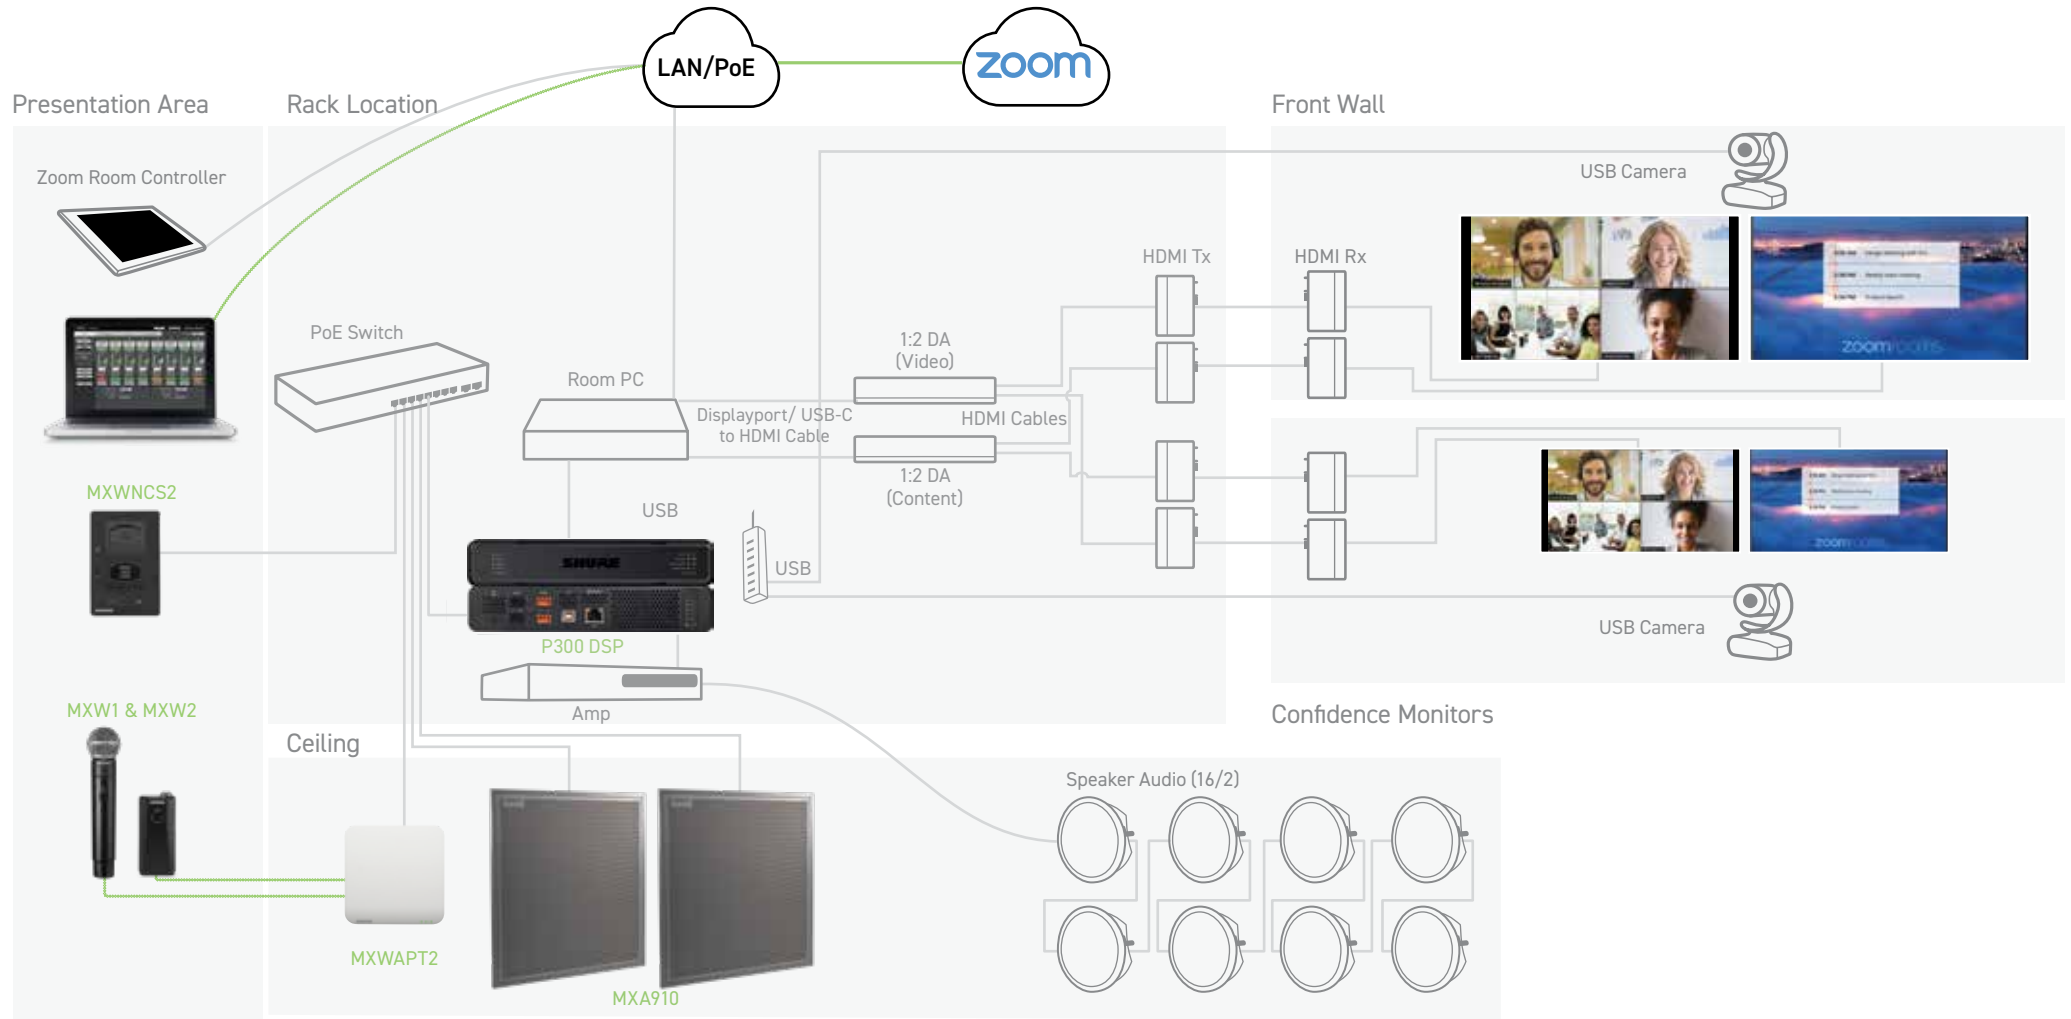 LAN/PoE
zoom
Presentation Area
Rack Location
Front Wall
Zoom Room Controller
USB Camera
HDMI Tx
HDMI Rx
PoE Switch
1:2 DA
(Video)
Room PC
Displayport/ USB-C
to HDMI Cable
HDMI Cables
1:2 DA
(Content)
zoomrooms
MXWNCS2
USB
SHURE
USB
zoomrooms
P300 DSP
USB Camera
Amp
MXW1 & MXW2
Confidence Monitors
Ceiling
Speaker Audio (16/2)
MXWAPT2
MXA910